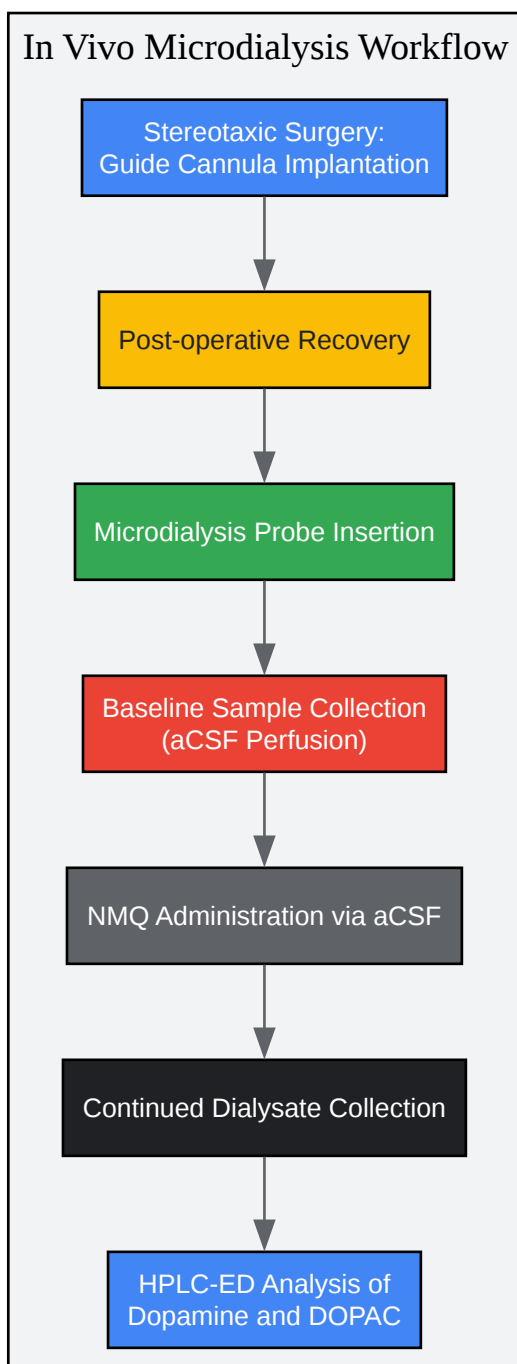 In Vivo Microdialysis Workflow
Stereotaxic Surgery:
Guide Cannula Implantation
Post-operative Recovery
Microdialysis Probe Insertion
Baseline Sample Collection
(aCSF Perfusion)
NMQ Administration via aCSF
Continued Dialysate Collection
HPLC-ED Analysis of
Dopamine and DOPAC